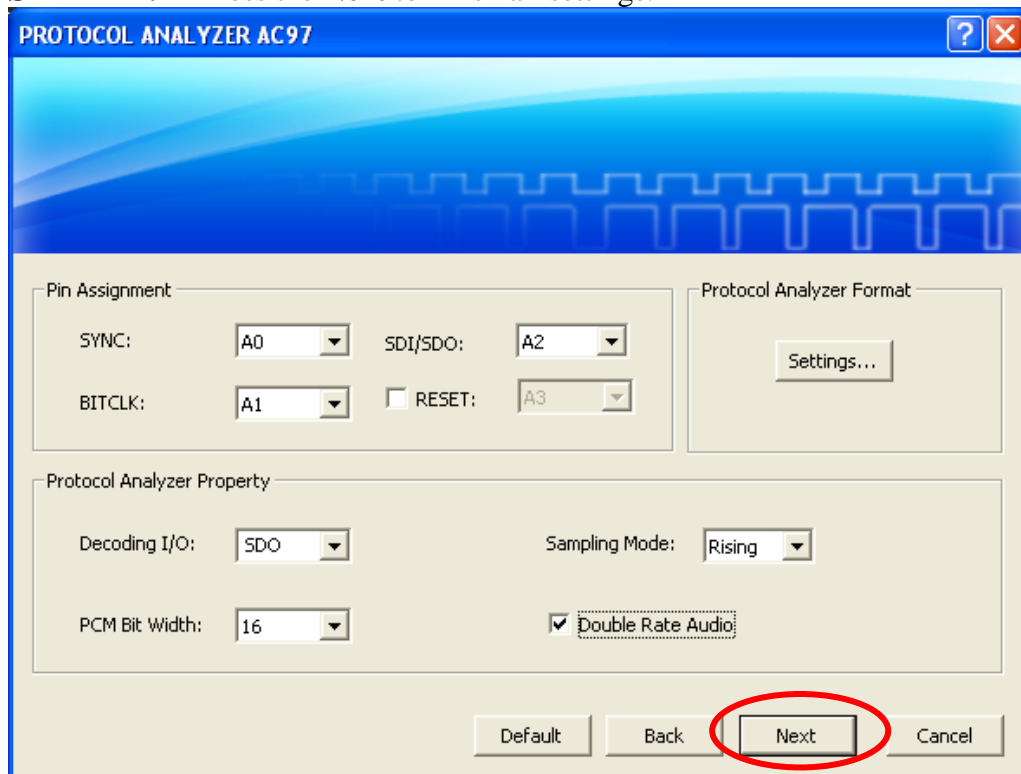 PROTOCOL ANALYZER AC97
Pin Assignment
SYNC: A0 SDI/SDO: A2
BITCLK: A1 RESET: A3
Protocol Analyzer Format
Settings...
Protocol Analyzer Property
Decoding I/O: SDO Sampling Mode: Rising
PCM Bit Width: 16 Double Rate Audio
Default Back Next Cancel